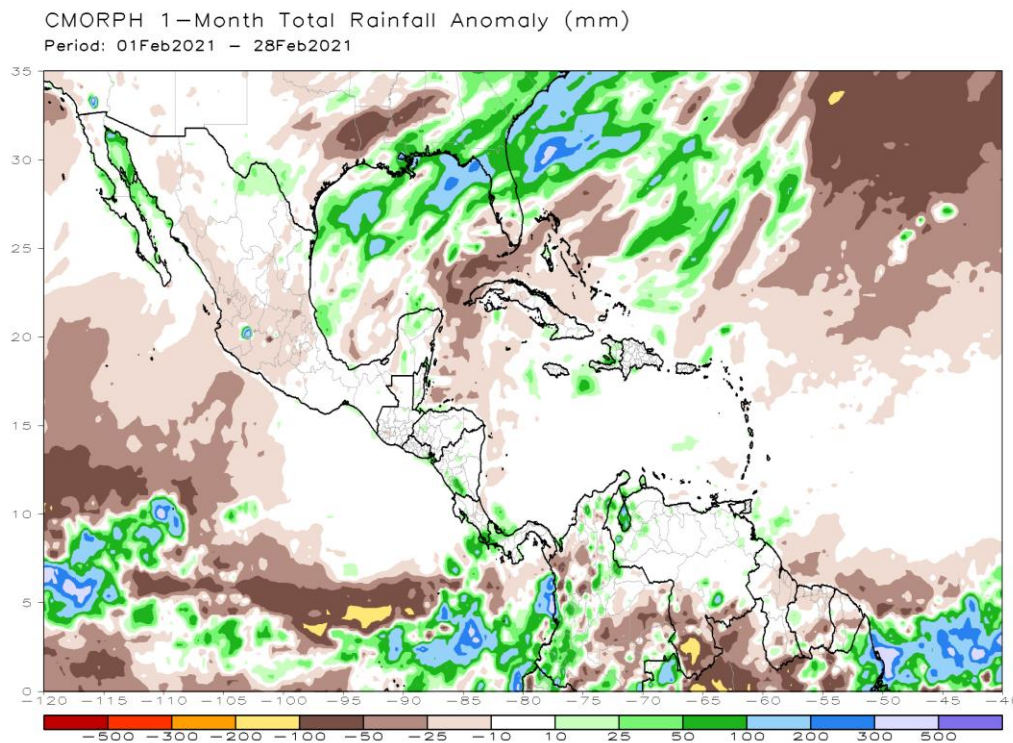 CMORPH 1-Month Total Rainfall Anomaly (mm)
Period: 01Feb2021 - 28Feb2021
35
30
25
20
15
10
5
0
-120 -115 -110 -105 -100 -95 -90 -85 -80 -75 -70 -65 -60 -55 -50 -45 -40
-500 -300 -200 -100 -50 -25 -10 10 25 50 100 200 300 500